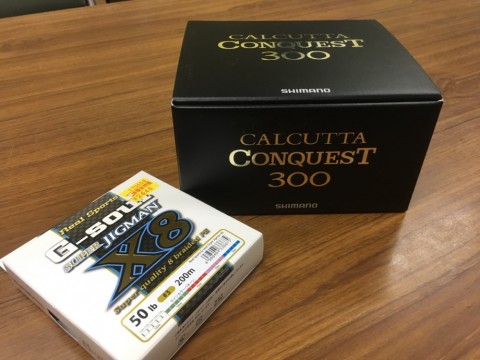 CALCUTTA
CONQUEST
300
SHIMANO
CALCUTTA
CONQUEST
300
SHIMANO
Real Sports
G-soul
SUPER JIGMAN
X8
Super quality 8 braided PE
50 lb
200m